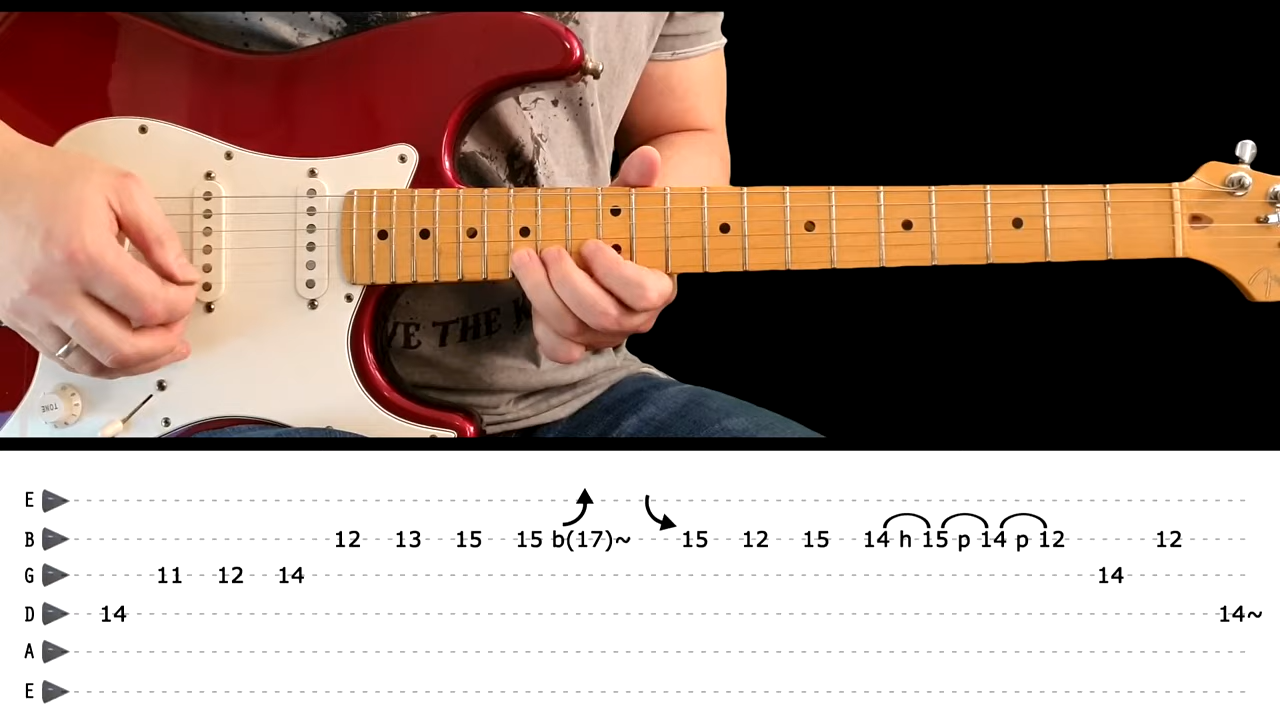 VE THE
TONE
E
B 12 13 15 15 b(17)~ 15 12 15 14 h 15 p 14 p 12 12
G 11 12 14 14
D 14 14~
A
E